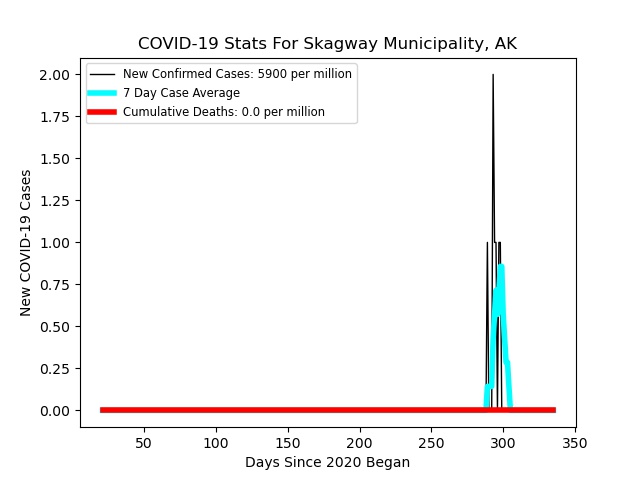 COVID-19 Stats For Skagway Municipality, AK
New Confirmed Cases: 5900 per million
7 Day Case Average
Cumulative Deaths: 0.0 per million
New COVID-19 Cases
2.00
1.75
1.50
1.25
1.00
0.75
0.50
0.25
0.00
50 100 150 200 250 300 350
Days Since 2020 Began